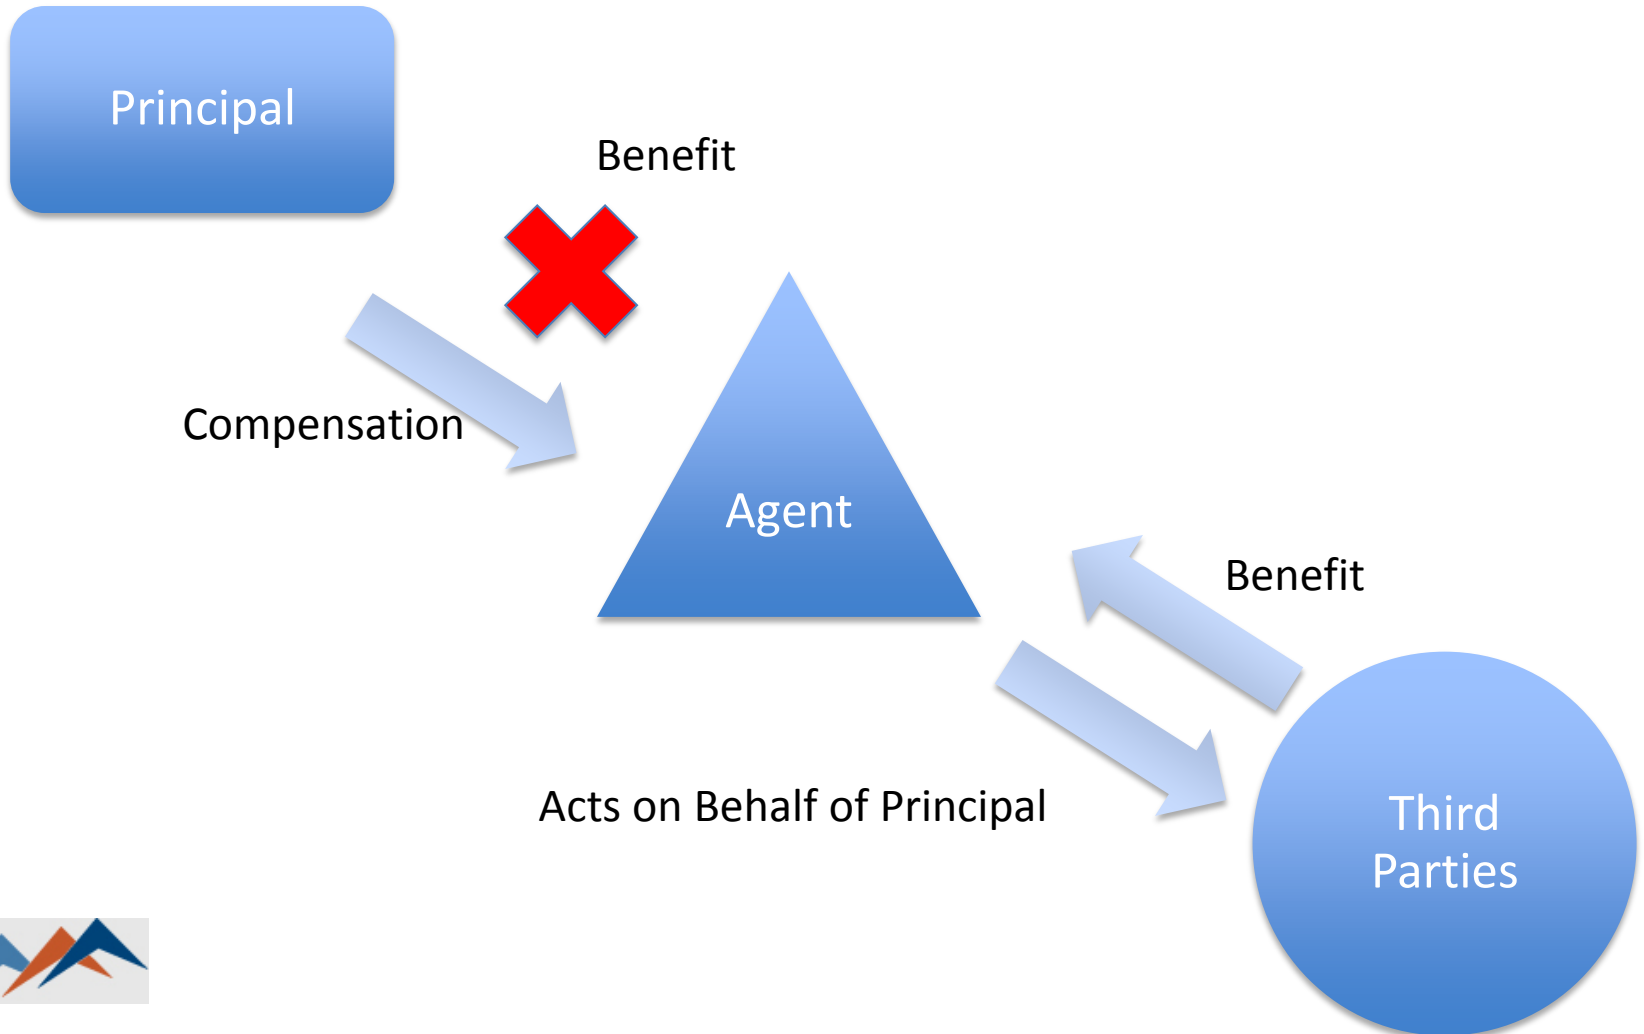 Principal
Benefit
Compensation
Agent
Benefit
Acts on Behalf of Principal
Third
Parties